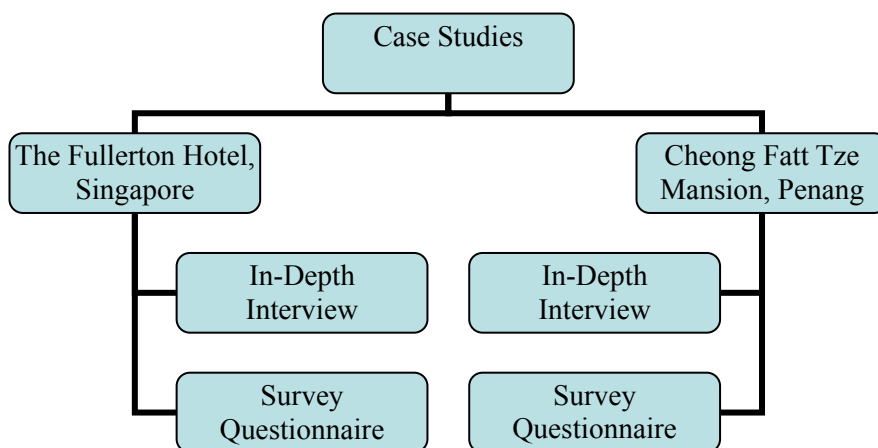 Case Studies
The Fullerton Hotel,
Singapore
Cheong Fatt Tze
Mansion, Penang
In-Depth
Interview
In-Depth
Interview
Survey
Questionnaire
Survey
Questionnaire